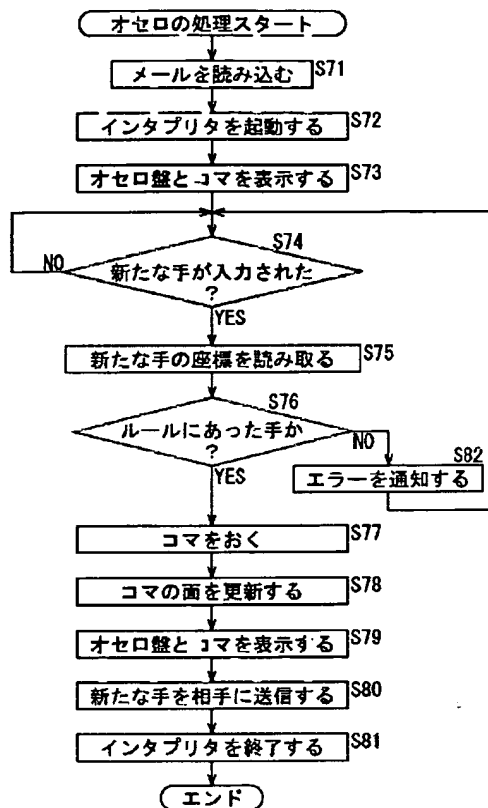 オセロの処理スタート
メールを読み込む S71
インタプリタを起動する S72
オセロ盤とコマを表示する S73
S74
NO
新たな手が入力された
?
YES
新たな手の座標を読み取る S75
S76
ルールにあった手か
?
NO
YES
S82
エラーを通知する
コマをおく S77
コマの面を更新する S78
オセロ盤とコマを表示する S79
新たな手を相手に送信する S80
インタプリタを終了する S81
エンド